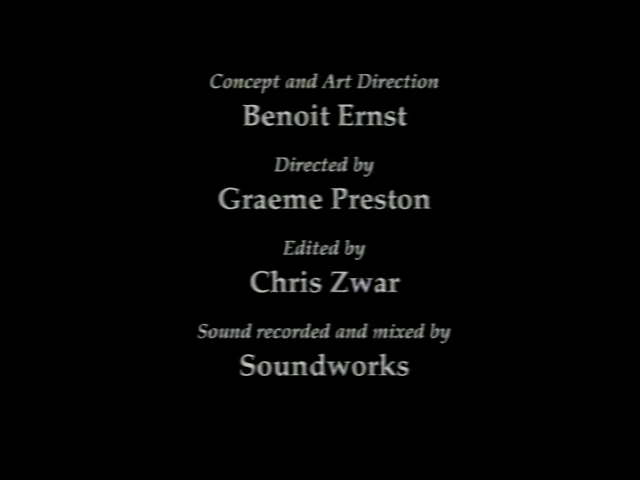 Concept and Art Direction
Benoit Ernst
Directed by
Graeme Preston
Edited by
Chris Zwar
Sound recorded and mixed by
Soundworks